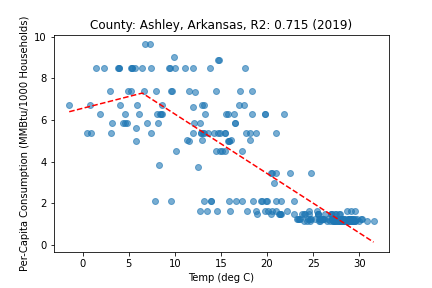 County: Ashley, Arkansas, R2: 0.715 (2019)
Per-Capita Consumption (MMBtu/1000 Households)
10
8
6
4
2
0
0 5 10 15 20 25 30
Temp (deg C)